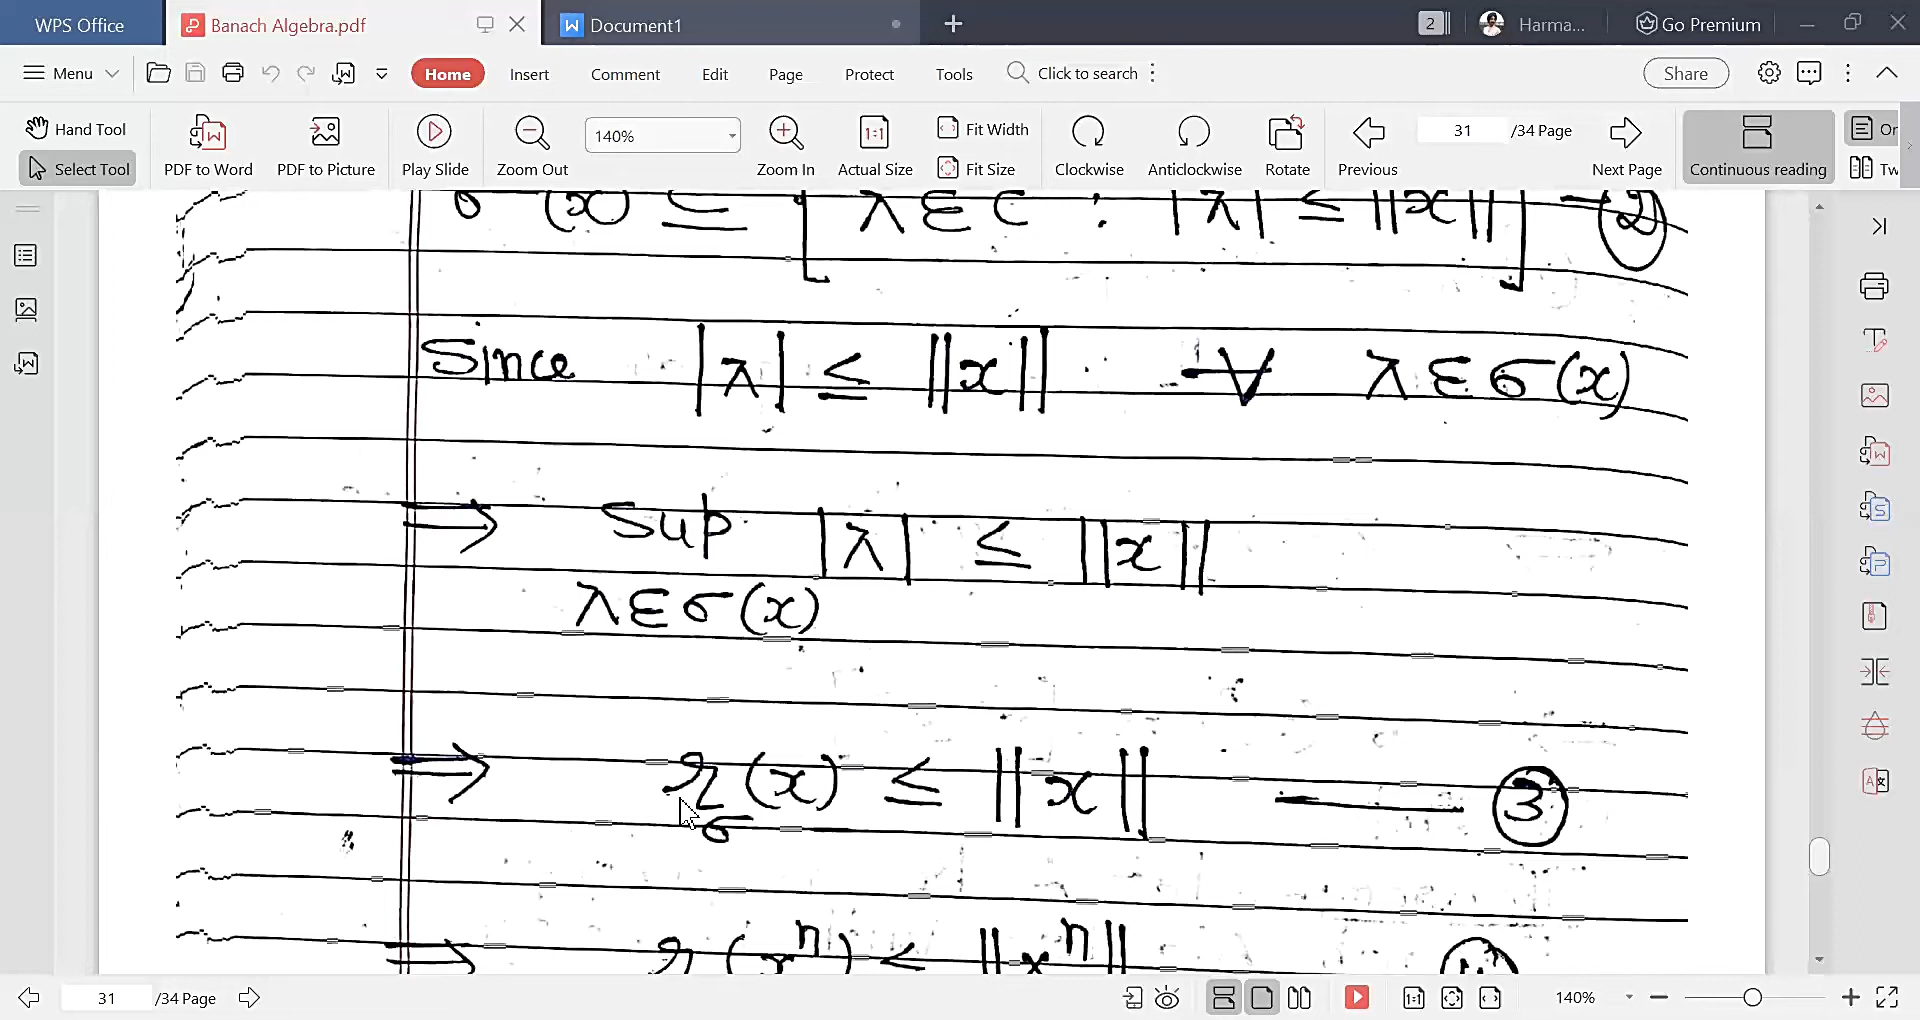 WPS Office Banach Algebra.pdf Document1 2 Harma... Go Premium
Menu Home Insert Comment Edit Page Protect Tools Click to search Share
Hand Tool Select Tool PDF to Word PDF to Picture Play Slide Zoom Out 140% Zoom In Actual Size Fit Width Fit Size Clockwise Anticlockwise Rotate Previous 31 /34 Page Next Page Continuous reading
σ(x) ⊆ [ λ ∈ C : |λ| ≤ ||x|| ] — ②
Since |λ| ≤ ||x|| ∀ λ ∈ σ(x)
⇒ Sup |λ| ≤ ||x||
λ ∈ σ(x)
⇒ r_σ(x) ≤ ||x|| — ③
⇒ r(xⁿ) ≤ ||xⁿ||
31 /34 Page 140%